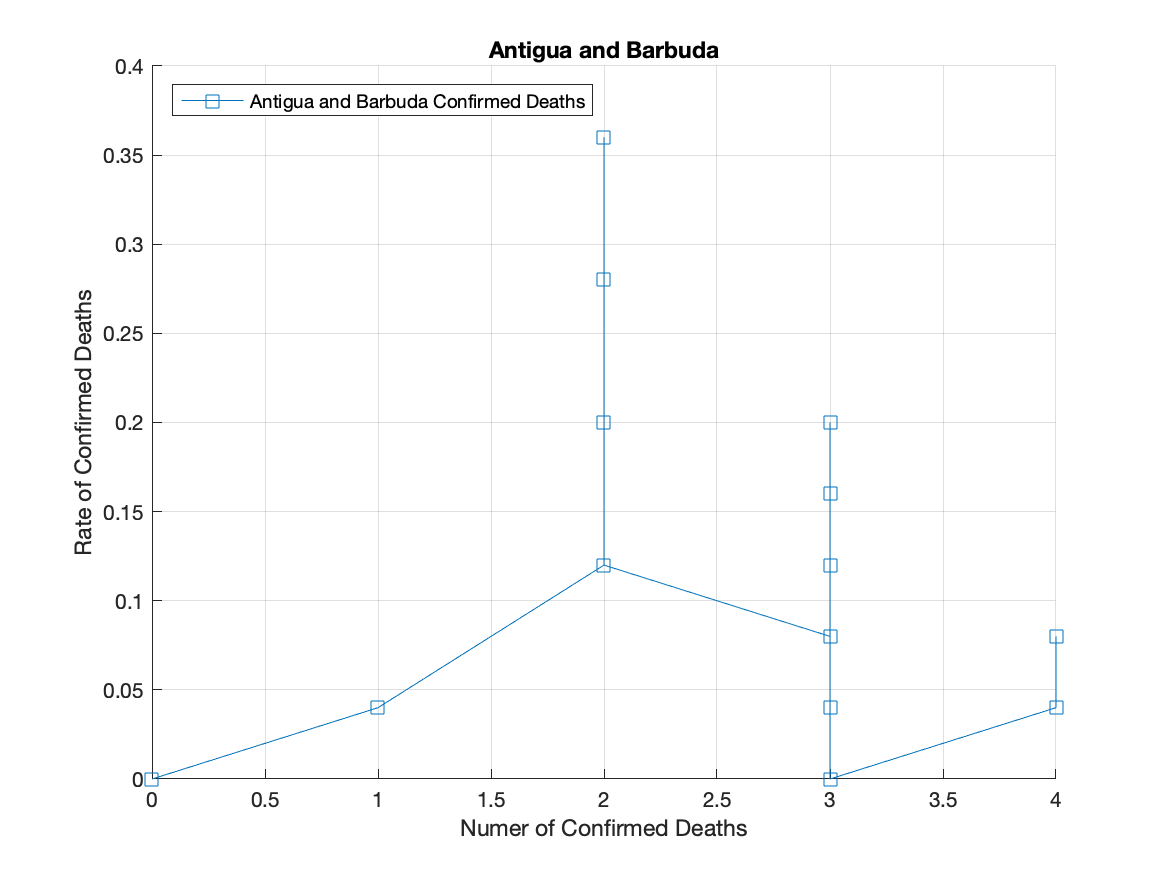 Antigua and Barbuda
Antigua and Barbuda Confirmed Deaths
0.4
0.35
0.3
0.25
0.2
0.15
0.1
0.05
0
Rate of Confirmed Deaths
0 0.5 1 1.5 2 2.5 3 3.5 4
Numer of Confirmed Deaths